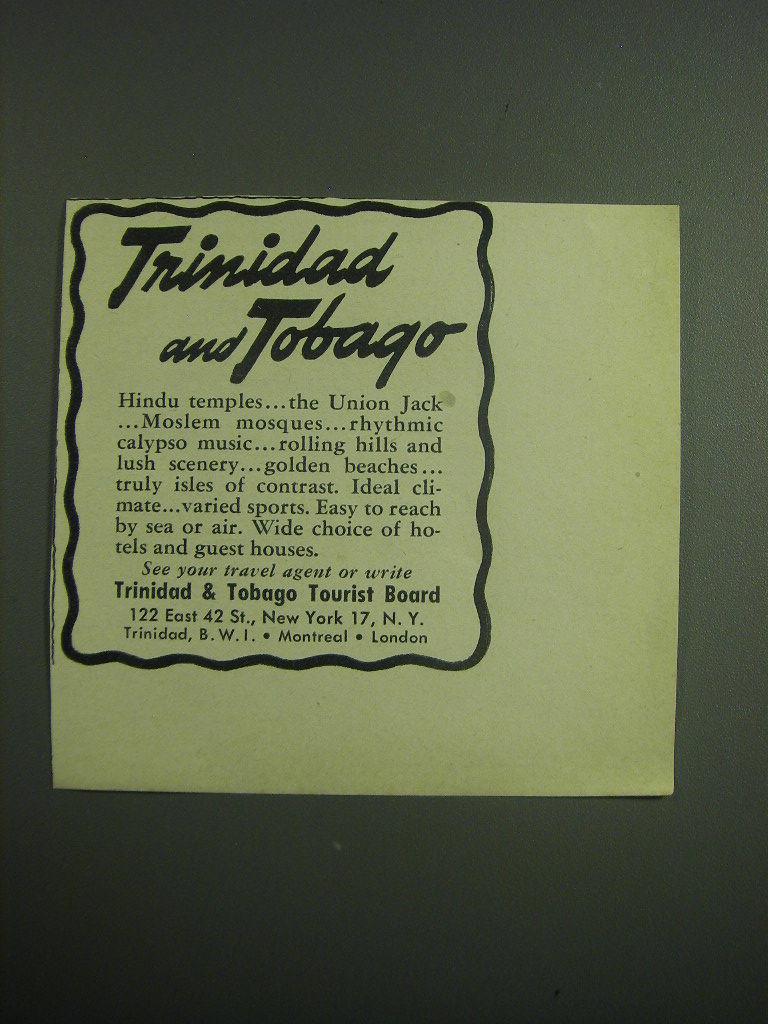 Trinidad
and Tobago
Hindu temples...the Union Jack
...Moslem mosques...rhythmic
calypso music...rolling hills and
lush scenery...golden beaches...
truly isles of contrast. Ideal cli-
mate...varied sports. Easy to reach
by sea or air. Wide choice of ho-
tels and guest houses.
See your travel agent or write
Trinidad & Tobago Tourist Board
122 East 42 St., New York 17, N. Y.
Trinidad, B. W. I. • Montreal • London